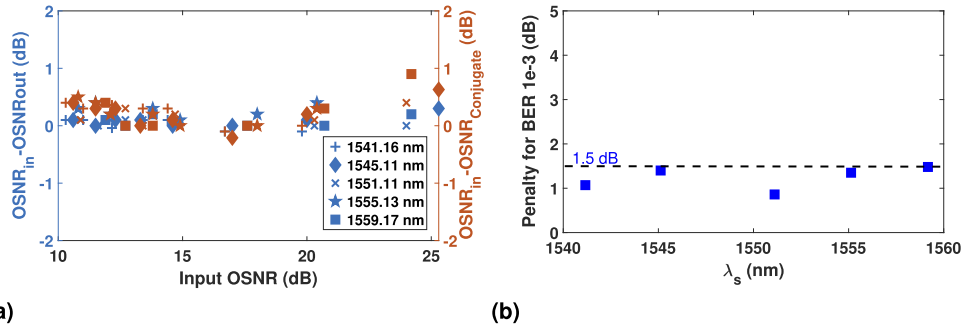 OSNRin-OSNRout (dB)
2
1
0
-1
-2
10
15
20
25
Input OSNR (dB)
2
1
0
-1
-2
OSNRin-OSNRConjugate (dB)
1541.16 nm
1545.11 nm
1551.11 nm
1555.13 nm
1559.17 nm
a)
Penalty for BER 1e-3 (dB)
5
4
3
2
1
0
1.5 dB
1540
1545
1550
1555
1560
λs (nm)
(b)